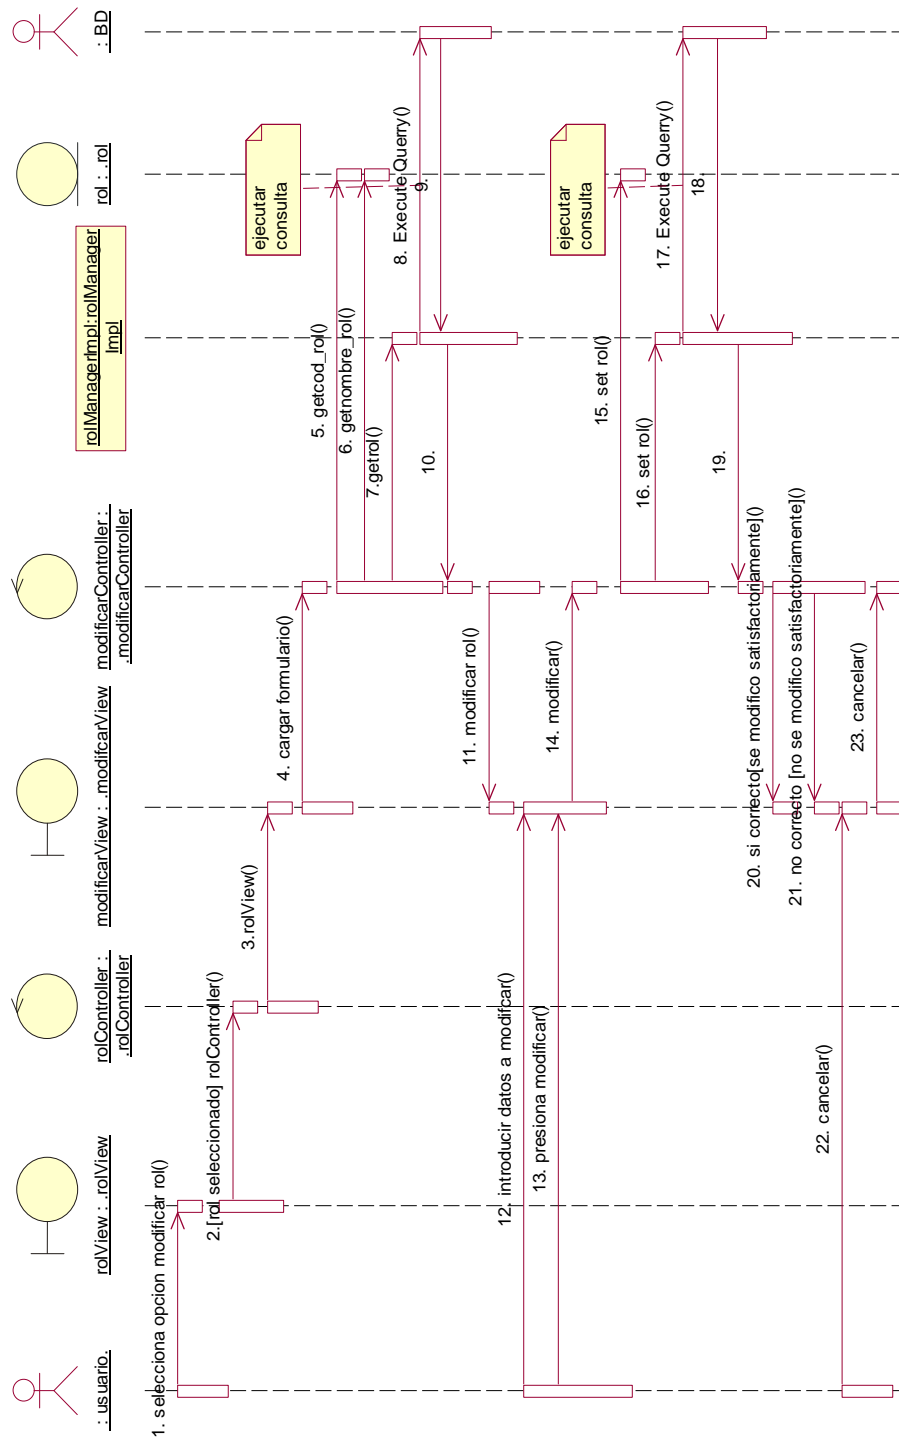 : usuario.
rolView : .rolView
rolController :
.rolController
modificarView : .modifcarView
modificarController :
.modificarController
rolManagerImpl:rolManager
Impl
rol : .rol
: BD
1. selecciona opcion modificar rol()
2.[rol seleccionado] rolController()
3.rolView()
4. cargar formulario()
5. getcod_rol()
6. getnombre_rol()
7.getrol()
8. Execute Querry()
9.
ejecutar
consulta
10.
11. modificar rol()
12. introducir datos a modifcar()
13. presiona modificar()
14. modificar()
15. set rol()
16. set rol()
17. Execute Querry()
18.
ejecutar
consulta
19.
20. si correcto[se modifico satisfactoriamente]()
21. no correcto [no se modifico satisfactoriamente]()
22. cancelar()
23. cancelar()